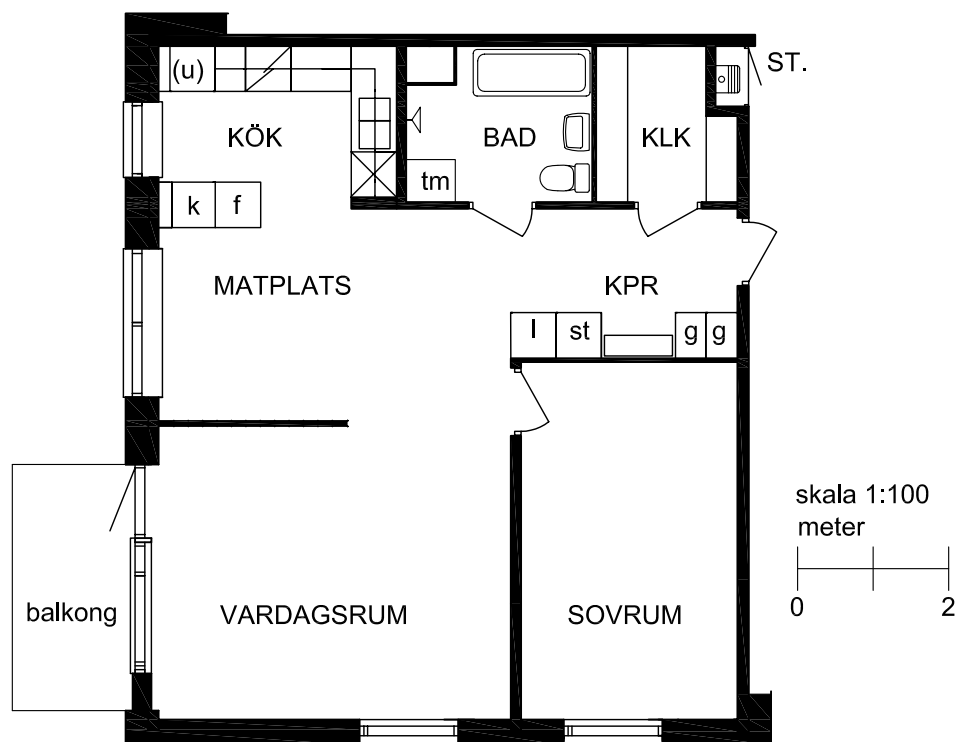 (u)
ST.
KÖK
BAD
KLK
tm
k
f
MATPLATS
KPR
l
st
g
g
skala 1:100
meter
0
2
balkong
VARDAGSRUM
SOVRUM